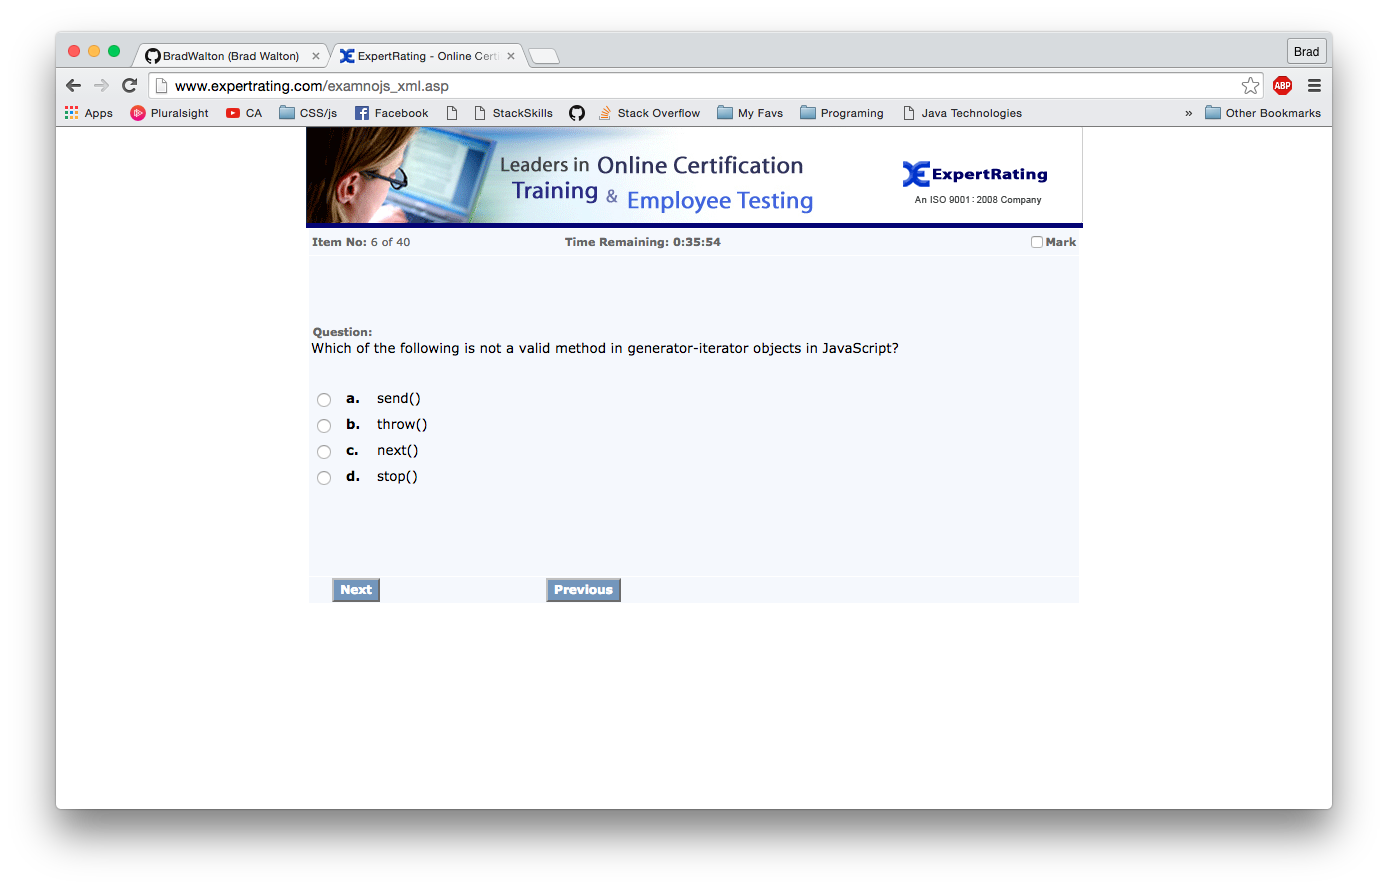 BradWalton (Brad Walton)
ExpertRating - Online Certi
Brad
www.expertrating.com/examnojs_xml.asp
ABP
Apps Pluralsight CA CSS/js Facebook StackSkills Stack Overflow My Favs Programing Java Technologies » Other Bookmarks
Leaders in Online Certification
Training & Employee Testing
ExpertRating
An ISO 9001:2008 Company
Item No: 6 of 40 Time Remaining: 0:35:54 Mark
Question:
Which of the following is not a valid method in generator-iterator objects in JavaScript?
a. send()
b. throw()
c. next()
d. stop()
Next Previous